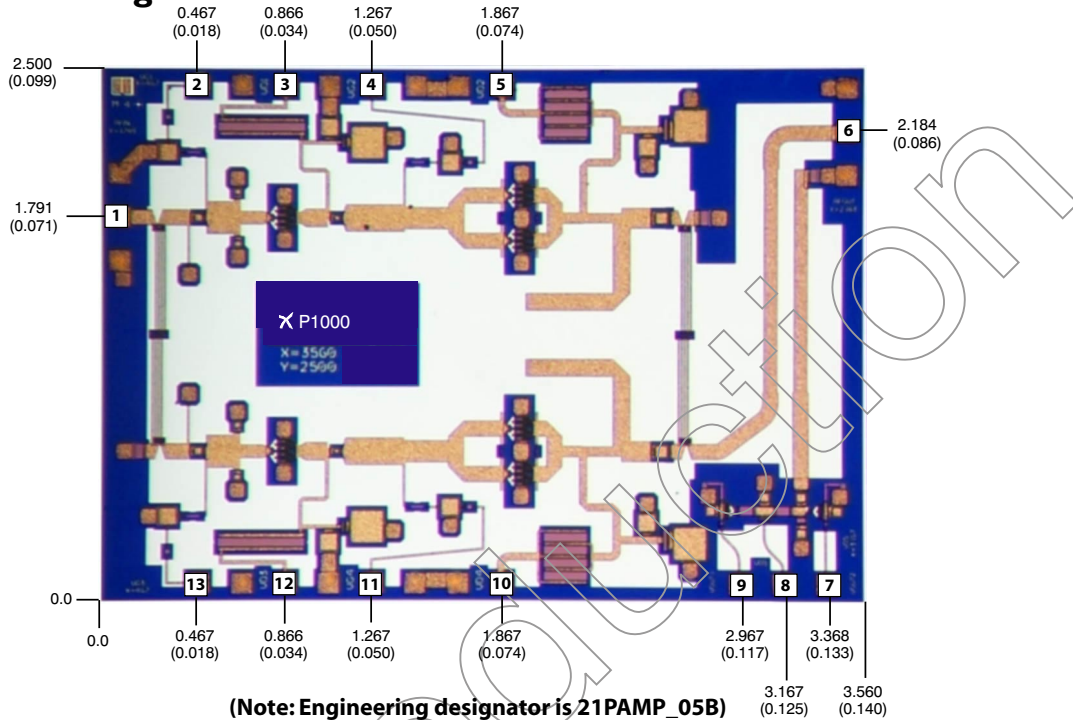 0.467 0.866 1.267 1.867
(0.018) (0.034) (0.050) (0.074)
2.500
(0.099)
2 3 4 5
6 2.184
(0.086)
1.791
(0.071)
1
P1000
X=3560
Y=2500
13 12 11 10 9 8 7
0.0
0.0
0.467 0.866 1.267 1.867 2.967 3.368
(0.018) (0.034) (0.050) (0.074) (0.117) (0.133)
3.167 3.560
(0.125) (0.140)
(Note: Engineering designator is 21PAMP_05B)